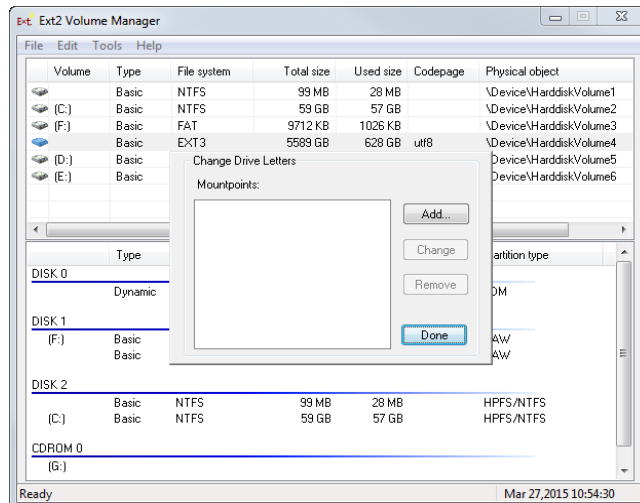 Ext2 Volume Manager
File Edit Tools Help
Volume Type File system Total size Used size Codepage Physical object
Basic NTFS 99 MB 28 MB \Device\HarddiskVolume1
(C:) Basic NTFS 59 GB 57 GB \Device\HarddiskVolume2
(F:) Basic FAT 9712 KB 1026 KB \Device\HarddiskVolume3
Basic EXT3 5589 GB 628 GB utf8 \Device\HarddiskVolume4
(D:) Basic Device\HarddiskVolume5
(E:) Basic Device\HarddiskVolume6
Change Drive Letters
Mountpoints:
Add...
Change
Remove
Done
Type artition type
DISK 0
Dynamic DM
DISK 1
(F:) Basic AW
Basic AW
DISK 2
Basic NTFS 99 MB 28 MB HPFS/NTFS
(C:) Basic NTFS 59 GB 57 GB HPFS/NTFS
CDROM 0
(G:)
Ready Mar 27,2015 10:54:30